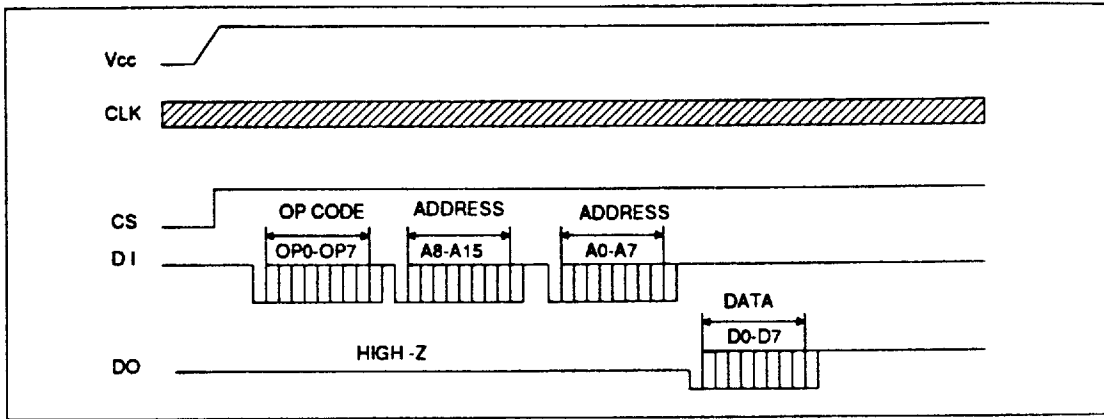 Vcc
CLK
CS
OP CODE ADDRESS ADDRESS
DI OP0-OP7 A8-A15 A0-A7
DATA
D0-D7
DO HIGH -Z